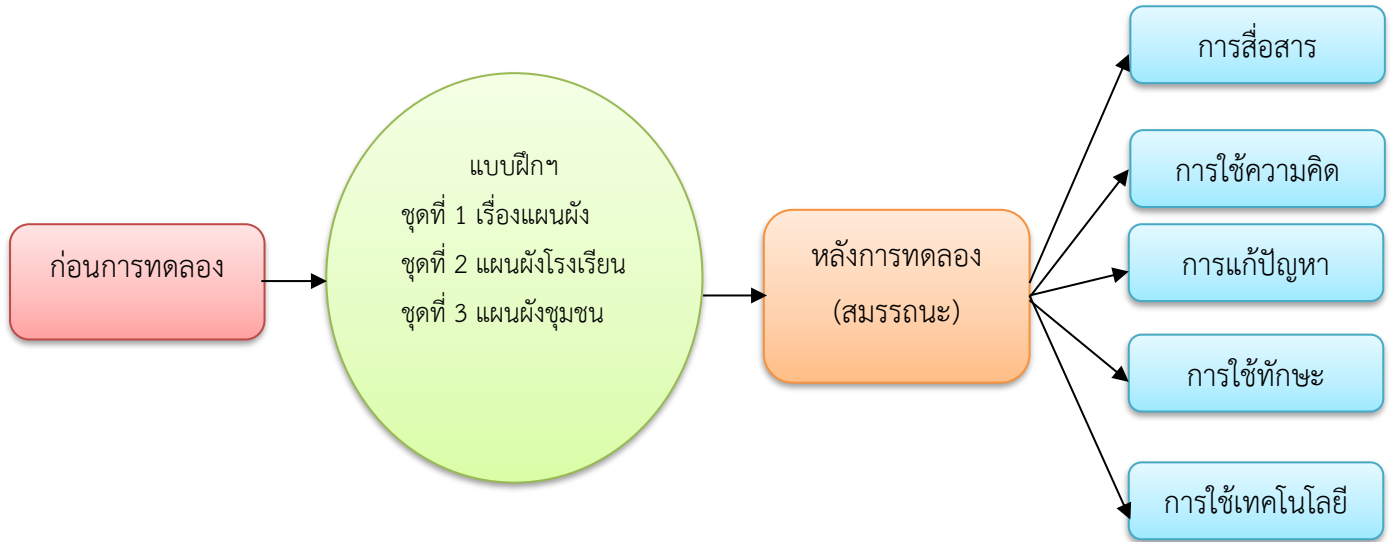 ก่อนการทดลอง
แบบฝึกฯ
ชุดที่ 1 เรื่องแผนผัง
ชุดที่ 2 แผนผังโรงเรียน
ชุดที่ 3 แผนผังชุมชน
หลังการทดลอง
(สมรรถนะ)
การสื่อสาร
การใช้ความคิด
การแก้ปัญหา
การใช้ทักษะ
การใช้เทคโนโลยี